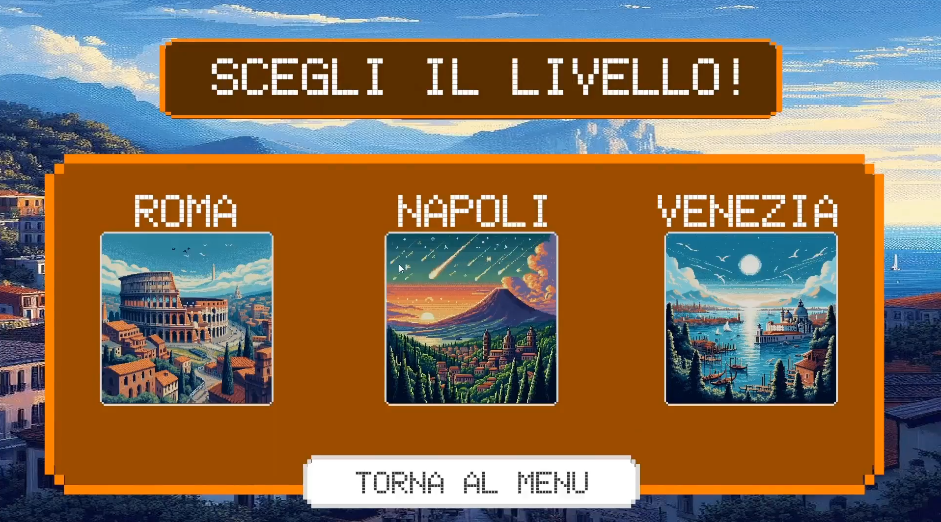 SCEGLI IL LIVELLO!
ROMA
NAPOLI
VENEZIA
TORNA AL MENU